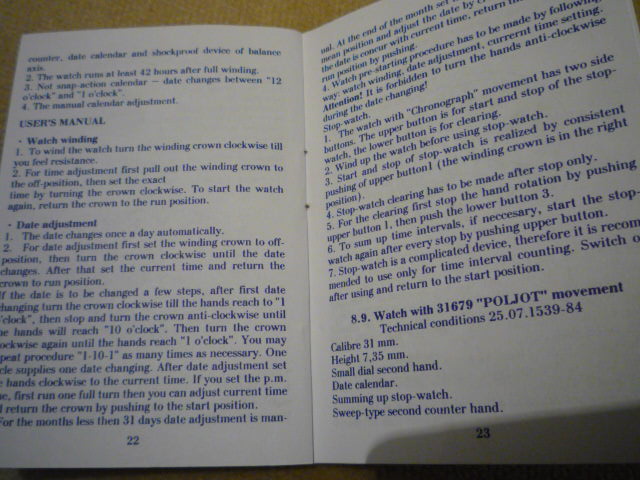 counter, date calendar and shockproof device of balance
axis.
2. The watch runs at least 42 hours after full winding.
3. Not snap-action calendar – date changes between "12
o'clock" and "1 o'clock".
4. The manual calendar adjustment.
USER'S MANUAL
· Watch winding
1. To wind the watch turn the winding crown clockwise till
you feel resistance.
2. For time adjustment first pull out the winding crown to
the off-position, then set the exact
time by turning the crown clockwise. To start the watch
again, return the crown to the run position.
· Date adjustment
1. The date changes once a day automatically.
2. For date adjustment first set the winding crown to off-
position, then turn the crown clockwise until the date
changes. After that set the current time and return the
crown to run position.
If the date is to be changed a few steps, after first date
changing turn the crown clockwise till the hands reach to "1
o'clock", then stop and turn the crown anti-clockwise until
he hands will reach "10 o'clock". Then turn the crown
ockwise again until the hands reach "1 o'clock". You may
peat procedure "1-10-1" as many times as necessary. One
cle supplies one date changing. After date adjustment set
e hands clockwise to the current time. If you set the p.m.
e, first run one full turn then you can adjust current time
l return the crown by pushing to the start position.
For the months less then 31 days date adjustment is man-
22
ual. At the end of the month set
mean position and adjust the date by
the date is concur with current time, return the
run position by pushing.
4. Watch pre-starting procedure has to be made by following
way: watch winding, date adjustment, currernt time setting.
Attention! It is forbidden to turn the hands anti-clockwise
during the date changing!
Stop-watch.
1. The watch with "Chronograph" movement has two side
buttons. The upper button is for start and stop of the stop-
watch, the lower button is for clearing.
2. Wind up the watch before using stop-watch.
3. Start and stop of stop-watch is realized by consistent
pushing of upper button1 (the winding crown is in the right
position).
4. Stop-watch clearing has to be made after stop only.
5. For the clearing first stop the hand rotation by pushing
upper button 1, then push the lower button 3.
6. To sum up time intervals, if neccesary, start the stop-
watch again after every stop by pushing upper button.
7. Stop-watch is a complicated device, therefore it is recom
mended to use only for time interval counting. Switch o
after using and return to the start position.
8.9. Watch with 31679 "POLJOT" movement
Technical conditions 25.07.1539-84
Calibre 31 mm.
Height 7,35 mm.
Small dial second hand.
Date calendar.
Summing up stop-watch.
Sweep-type second counter hand.
23